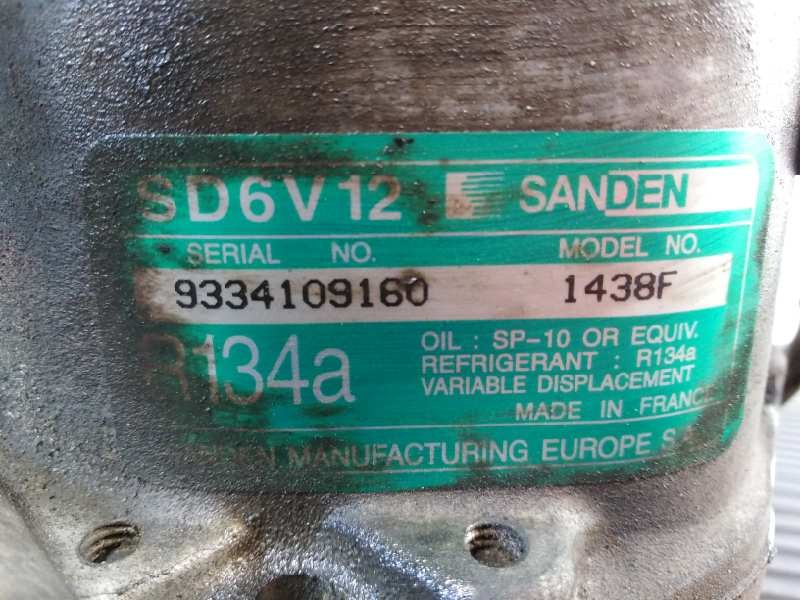 SD6V12 SANDEN
SERIAL NO. MODEL NO.
9334109160 1438F
R134a
OIL : SP-10 OR EQUIV.
REFRIGERANT : R134a
VARIABLE DISPLACEMENT
MADE IN FRANCE
SANDEN MANUFACTURING EUROPE S.A.